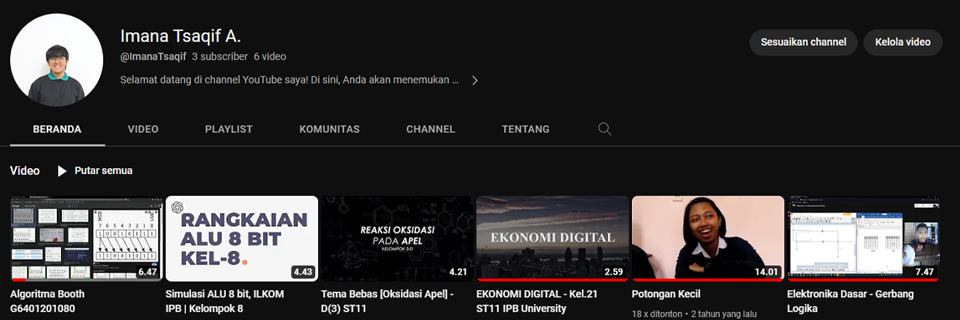 Imana Tsaqif A.
@ImanaTsaqif 3 subscriber 6 video
Selamat datang di channel YouTube saya! Di sini, Anda akan menemukan ...
Sesuaikan channel
Kelola video
BERANDA VIDEO PLAYLIST KOMUNITAS CHANNEL TENTANG
Video Putar semua
6.47
RANGKAIAN
ALU 8 BIT
KEL-8.
4.43
REAKSI OKSIDASI
PADA APEL
KELOMPOK 3-D
4.21
EKONOMI DIGITAL
2.59
14.01
7.47
Algoritma Booth
G6401201080
Simulasi ALU 8 bit, ILKOM
IPB | Kelompok 8
Tema Bebas [Oksidasi Apel] -
D(3) ST11
EKONOMI DIGITAL - Kel.21
ST11 IPB University
Potongan Kecil
18 x ditonton • 2 tahun yang lalu
Elektronika Dasar - Gerbang
Logika